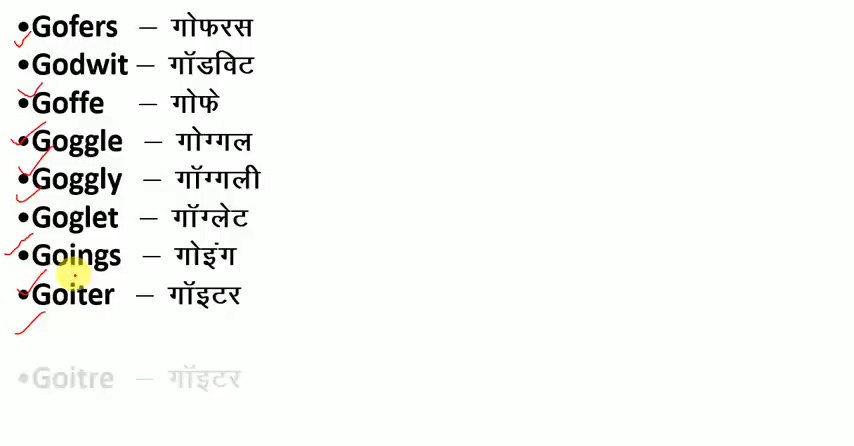 •Gofers – गोफरस
•Godwit – गॉडविट
•Goffe – गोफे
•Goggle – गोग्गल
•Goggly – गॉग्गली
•Goglet – गॉग्लेट
•Goings – गोइंग
•Goiter – गॉइटर
•Goitre – गॉइटर